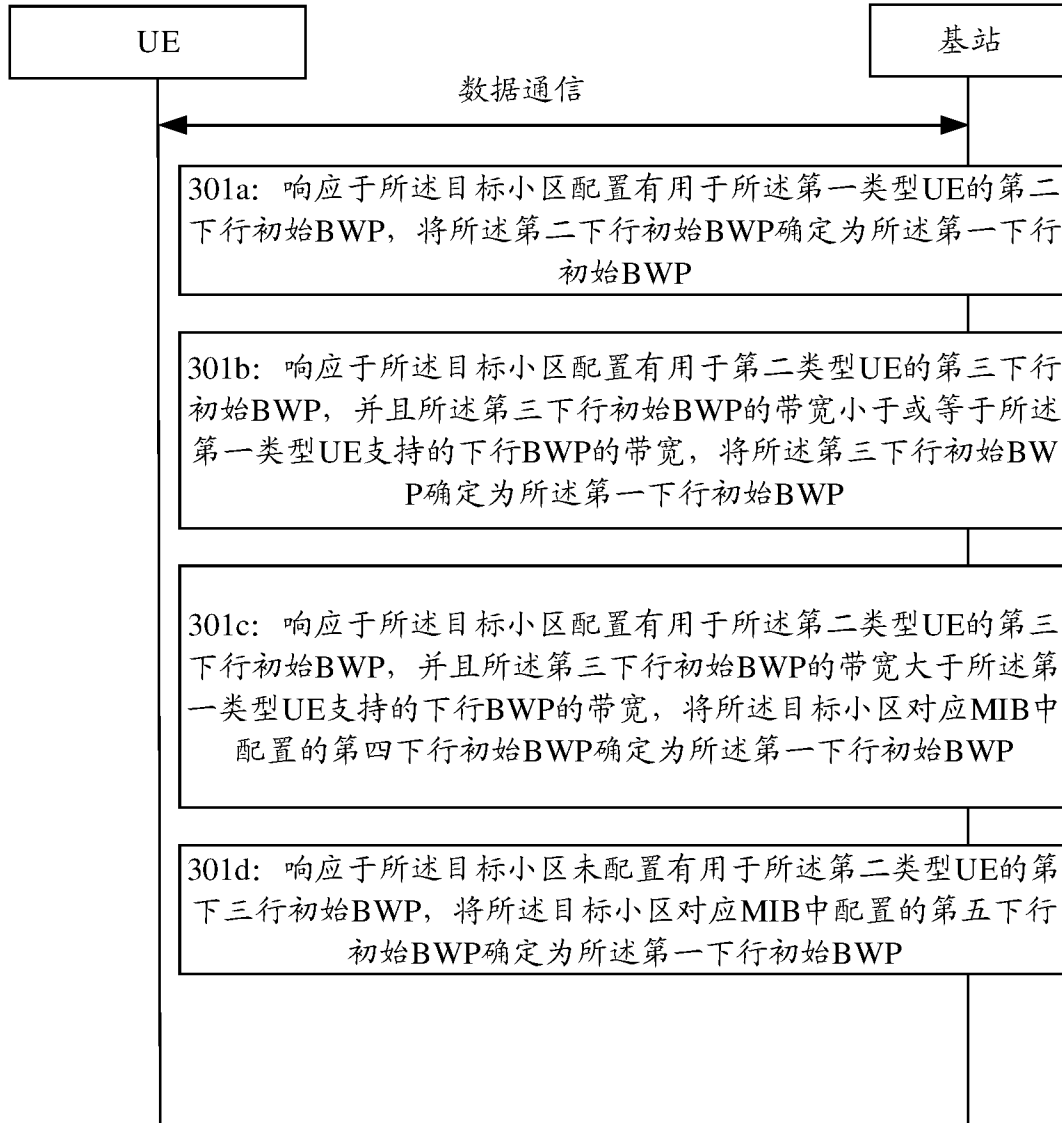 UE
基站
数据通信
301a：响应于所述目标小区配置有用于所述第一类型UE的第二
下行初始BWP，将所述第二下行初始BWP确定为所述第一下行
初始BWP
301b：响应于所述目标小区配置有用于第二类型UE的第三下行
初始BWP，并且所述第三下行初始BWP的带宽小于或等于所述
第一类型UE支持的下行BWP的带宽，将所述第三下行初始BW
P确定为所述第一下行初始BWP
301c：响应于所述目标小区配置有用于所述第二类型UE的第三
下行初始BWP，并且所述第三下行初始BWP的带宽大于所述第
一类型UE支持的下行BWP的带宽，将所述目标小区对应MIB中
配置的第四下行初始BWP确定为所述第一下行初始BWP
301d：响应于所述目标小区未配置有用于所述第二类型UE的第
下三行初始BWP，将所述目标小区对应MIB中配置的第五下行
初始BWP确定为所述第一下行初始BWP